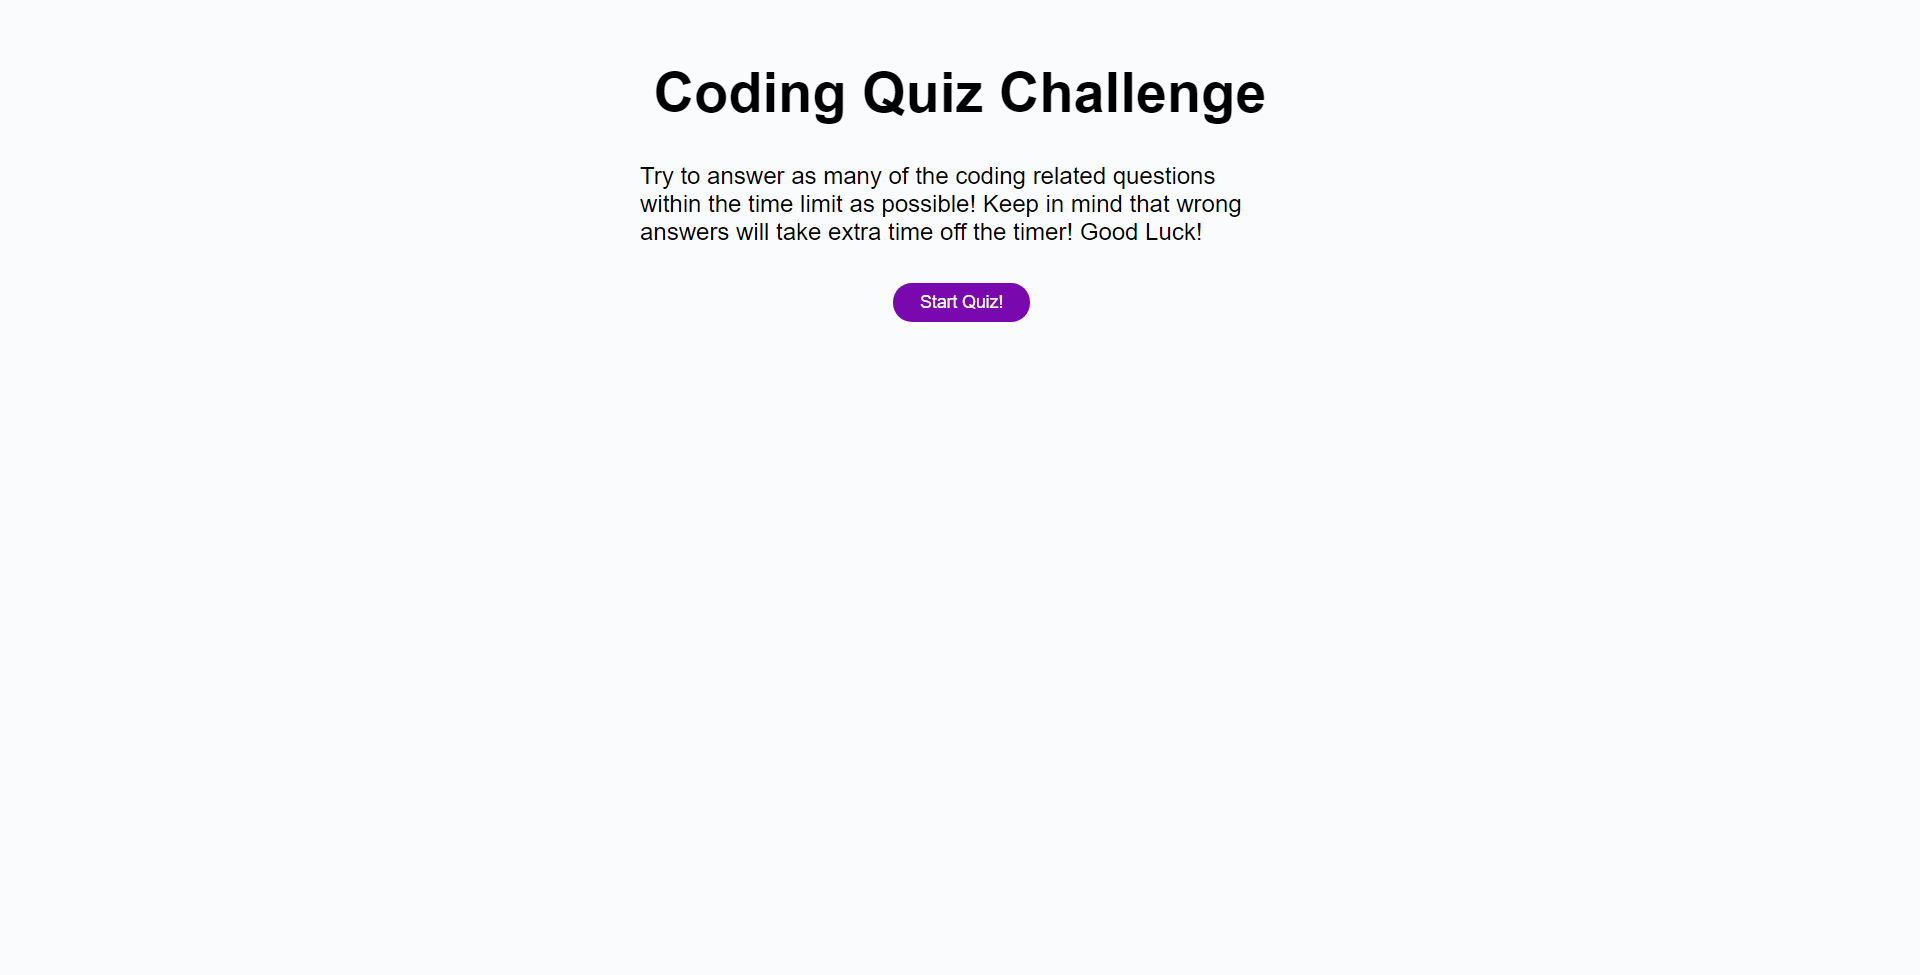 Coding Quiz Challenge
Try to answer as many of the coding related questions
within the time limit as possible! Keep in mind that wrong
answers will take extra time off the timer! Good Luck!
Start Quiz!